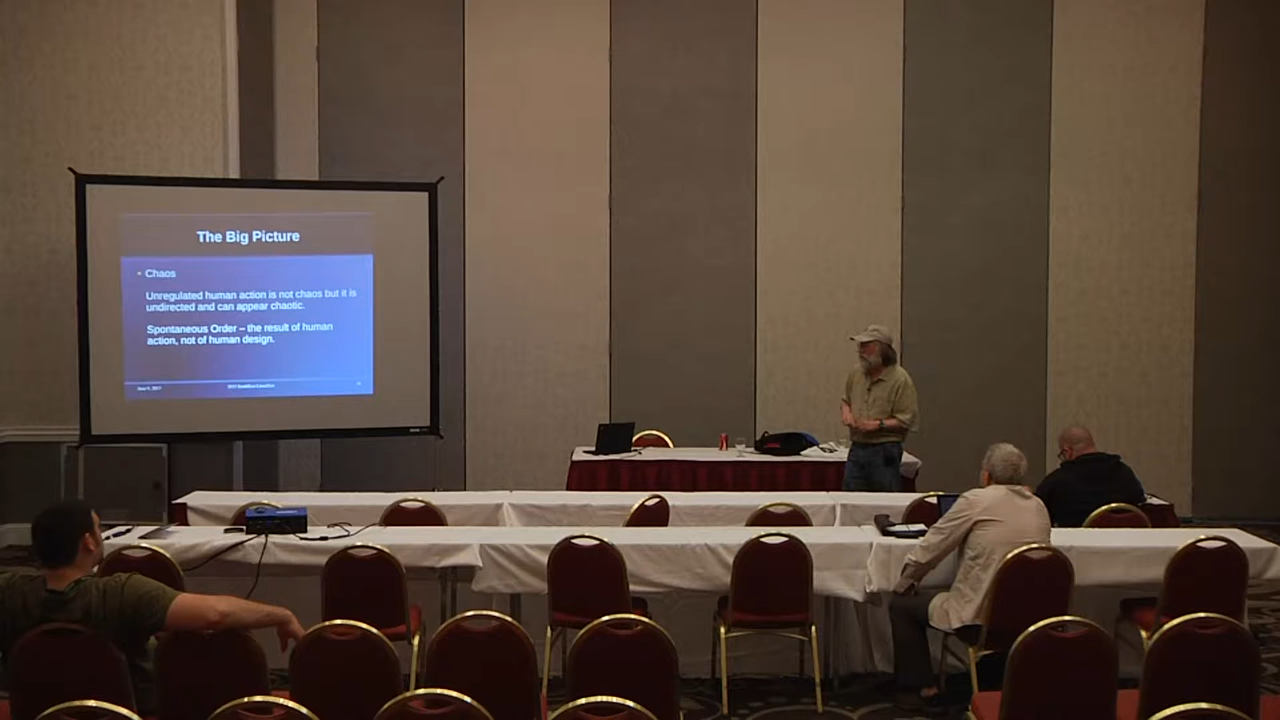 The Big Picture
• Chaos
Unregulated human action is not chaos but it is
undirected and can appear chaotic.
Spontaneous Order – the result of human
action, not of human design.
2017